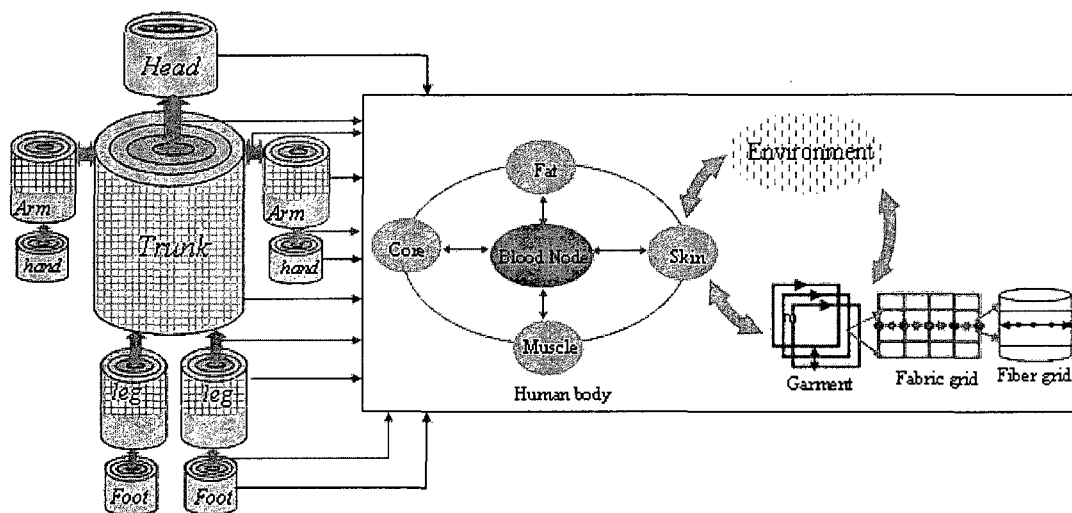 Head
Arm
Trunk
Arm
hand
hand
leg
leg
Foot
Foot
Fat
Core
Blood Node
Skin
Muscle
Human body
Environment
Garment
Fabric grid
Fiber grid